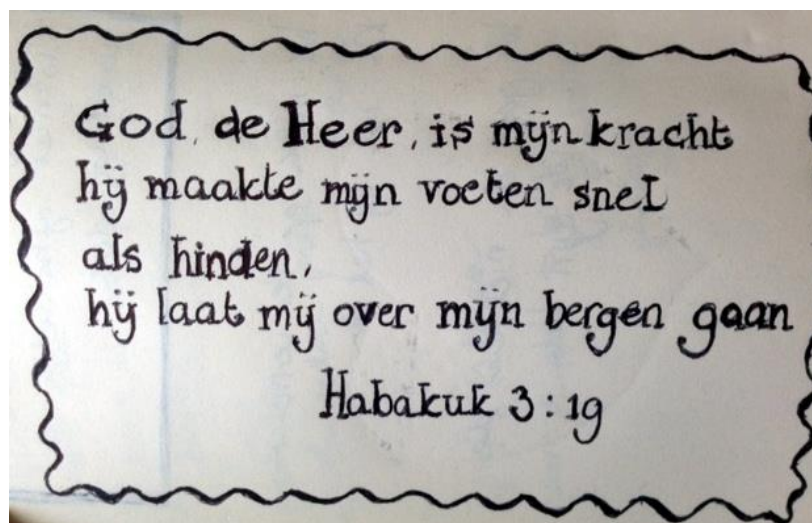 God, de Heer, is mijn kracht
hij maakte mijn voeten snel
als hinden,
hij laat mij over mijn bergen gaan
Habakuk 3:19